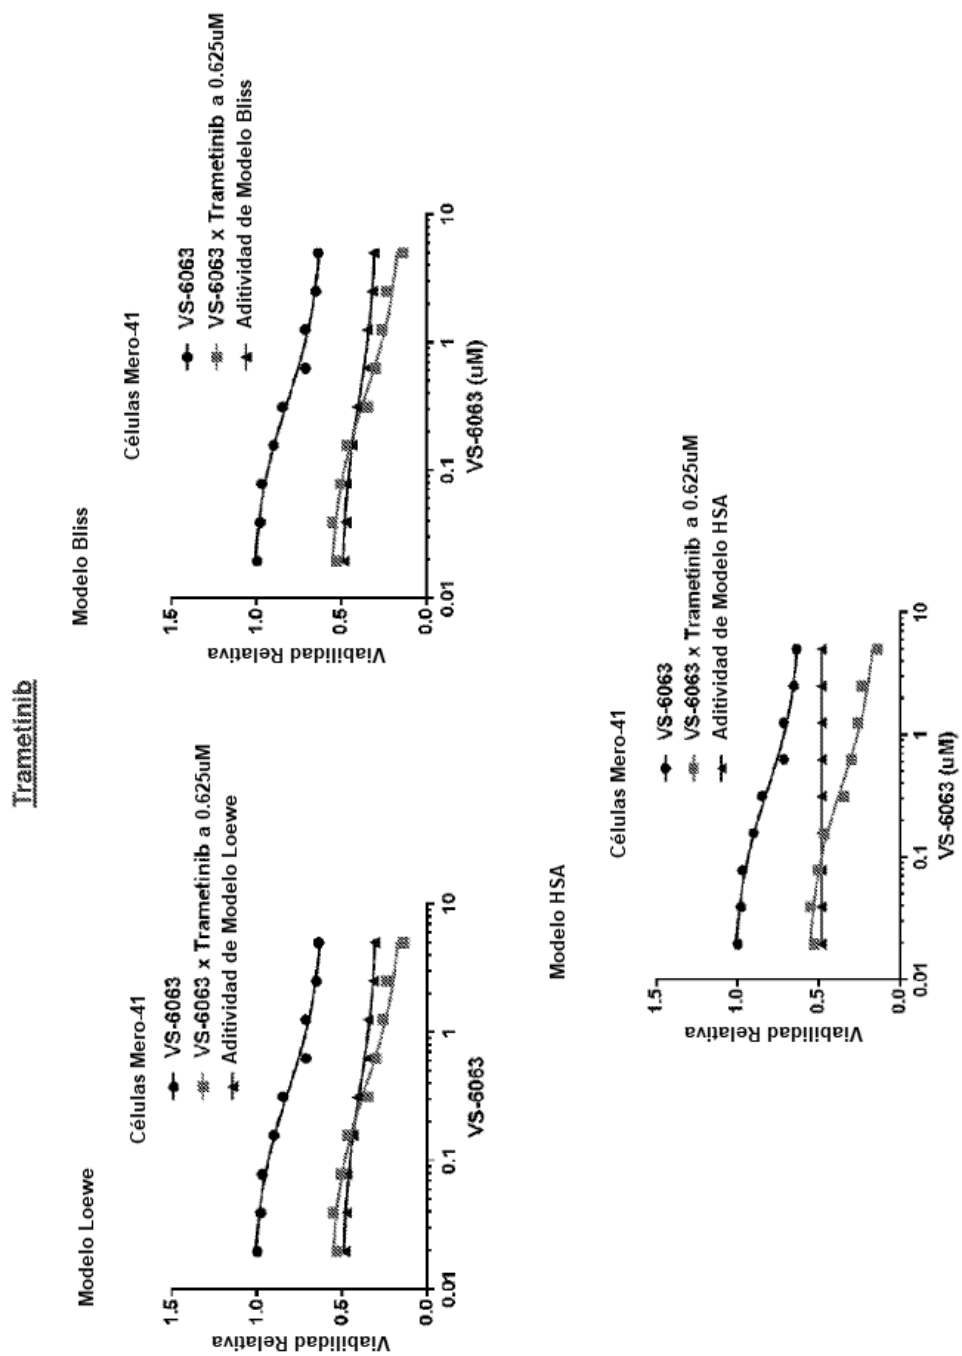 Trametinib
Modelo Loewe
Células Mero-41
VS-6063
VS-6063 x Trametinib a 0.625uM
Aditividad de Modelo Loewe
Viabilidad Relativa
1.5
1.0
0.5
0.0
0.01
0.1
1
10
VS-6063
Modelo Bliss
Células Mero-41
VS-6063
VS-6063 x Trametinib a 0.625uM
Aditividad de Modelo Bliss
Viabilidad Relativa
1.5
1.0
0.5
0.0
0.01
0.1
1
10
VS-6063 (uM)
Modelo HSA
Células Mero-41
VS-6063
VS-6063 x Trametinib a 0.625uM
Aditividad de Modelo HSA
Viabilidad Relativa
1.5
1.0
0.5
0.0
0.01
0.1
1
10
VS-6063 (uM)